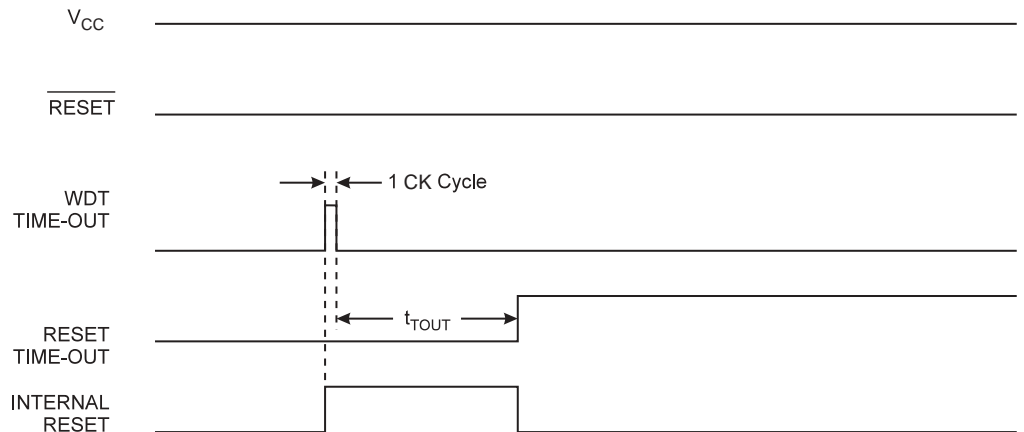 VCC
RESET
1 CK Cycle
WDT
TIME-OUT
tTOUT
RESET
TIME-OUT
INTERNAL
RESET